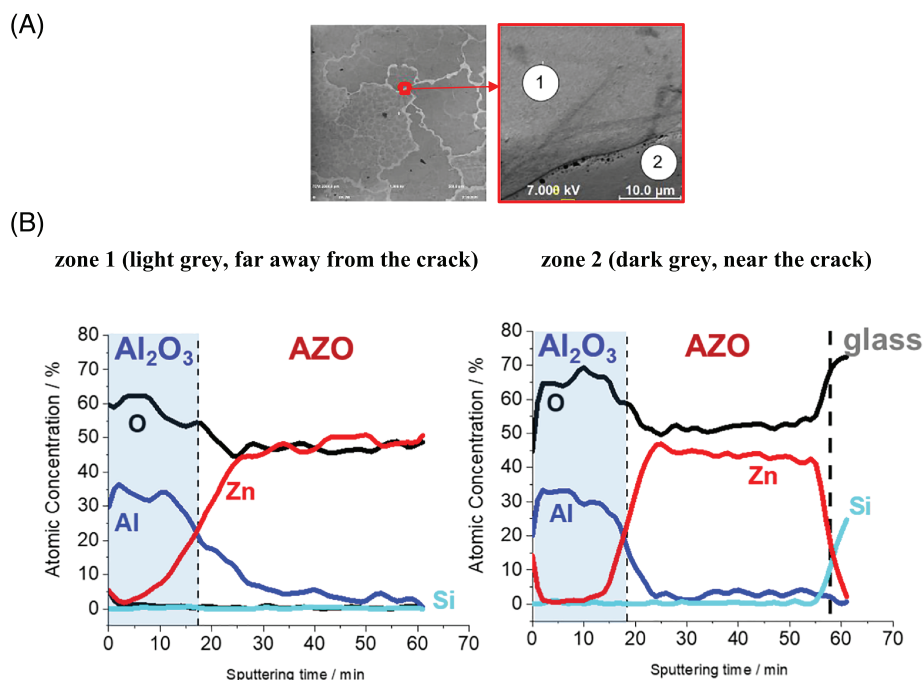 (A)
1
2
7.000 kV
10.0 µm
(B)
zone 1 (light grey, far away from the crack)
zone 2 (dark grey, near the crack)
Al₂O₃
AZO
O
Al
Zn
Si
Atomic Concentration / %
80
70
60
50
40
30
20
10
0
0 10 20 30 40 50 60 70
Sputtering time / min
Al₂O₃
AZO
glass
O
Al
Zn
Si
Atomic Concentration / %
80
70
60
50
40
30
20
10
0
0 10 20 30 40 50 60 70
Sputtering time / min